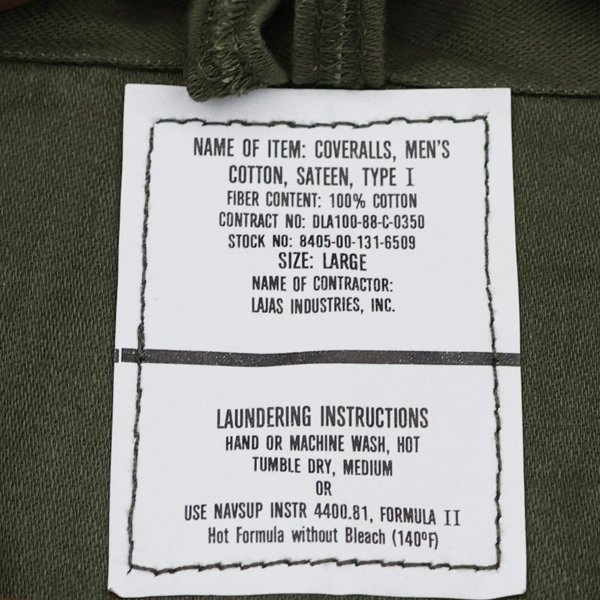 NAME OF ITEM: COVERALLS, MEN'S
COTTON, SATEEN, TYPE I
FIBER CONTENT: 100% COTTON
CONTRACT NO: DLA100-88-C-0350
STOCK NO: 8405-00-131-6509
SIZE: LARGE
NAME OF CONTRACTOR:
LAJAS INDUSTRIES, INC.
LAUNDERING INSTRUCTIONS
HAND OR MACHINE WASH, HOT
TUMBLE DRY, MEDIUM
OR
USE NAVSUP INSTR 4400.81, FORMULA II
Hot Formula without Bleach (140ºF)